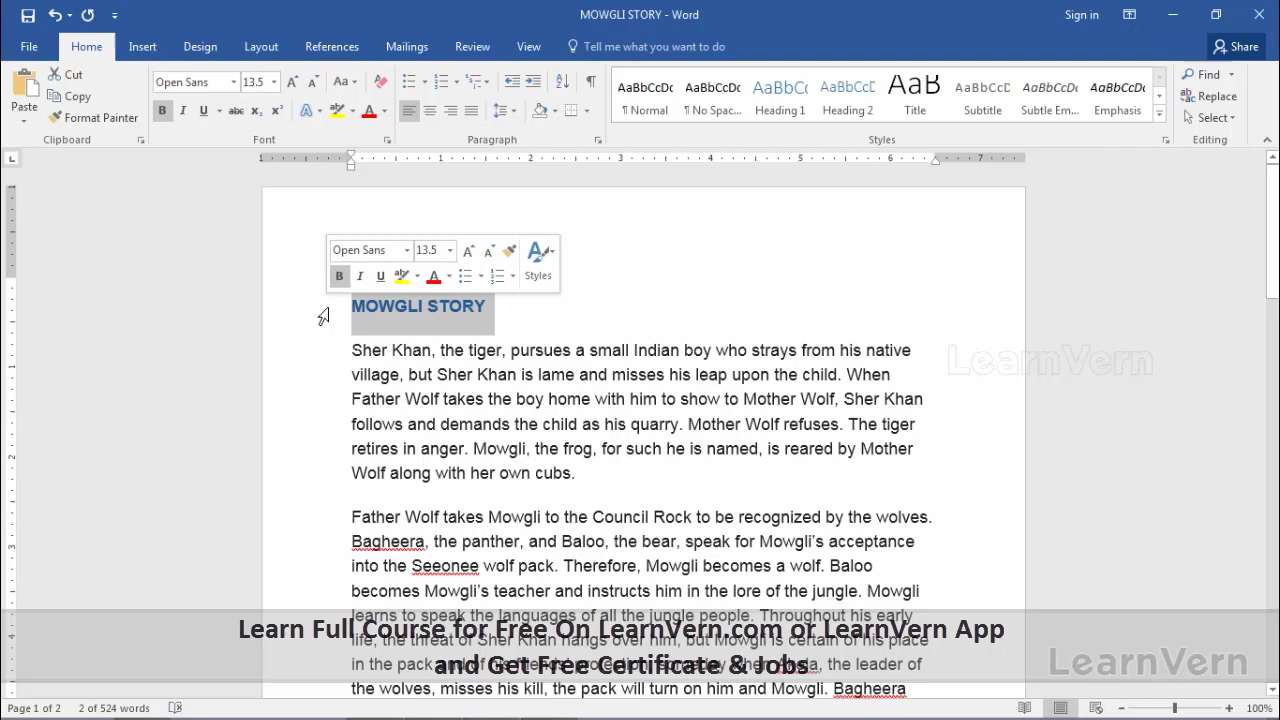 MOWGLI STORY - Word
Sign in
File Home Insert Design Layout References Mailings Review View Tell me what you want to do Share
Paste
Cut
Copy
Format Painter
Clipboard
Open Sans 13.5
Font
Paragraph
AaBbCcDc AaBbCcDc AaBbCc AaBbCcD AaB AaBbCcD AaBbCcDc AaBbCcDc
¶ Normal ¶ No Spac... Heading 1 Heading 2 Title Subtitle Subtle Em... Emphasis
Styles
Find
Replace
Select
Editing
1 1 2 3 4 5 6 7
Open Sans 13.5
Styles
MOWGLI STORY
Sher Khan, the tiger, pursues a small Indian boy who strays from his native
village, but Sher Khan is lame and misses his leap upon the child. When
Father Wolf takes the boy home with him to show to Mother Wolf, Sher Khan
follows and demands the child as his quarry. Mother Wolf refuses. The tiger
retires in anger. Mowgli, the frog, for such he is named, is reared by Mother
Wolf along with her own cubs.
LearnVern
Father Wolf takes Mowgli to the Council Rock to be recognized by the wolves.
Bagheera, the panther, and Baloo, the bear, speak for Mowgli’s acceptance
into the Seeonee wolf pack. Therefore, Mowgli becomes a wolf. Baloo
becomes Mowgli’s teacher and instructs him in the lore of the jungle. Mowgli
learns to speak the languages of all the jungle people. Throughout his early
life, the threat of Sher Khan hangs over him, but Mowgli is certain of his place
in the pack the leader of
the wolves, misses his kill, the pack will turn on him and Mowgli. Bagheera
Learn Full Course for Free On LearnVern.com or LearnVern App
and Get Free Certificate & Jobs
LearnVern
Page 1 of 2 2 of 524 words 100%